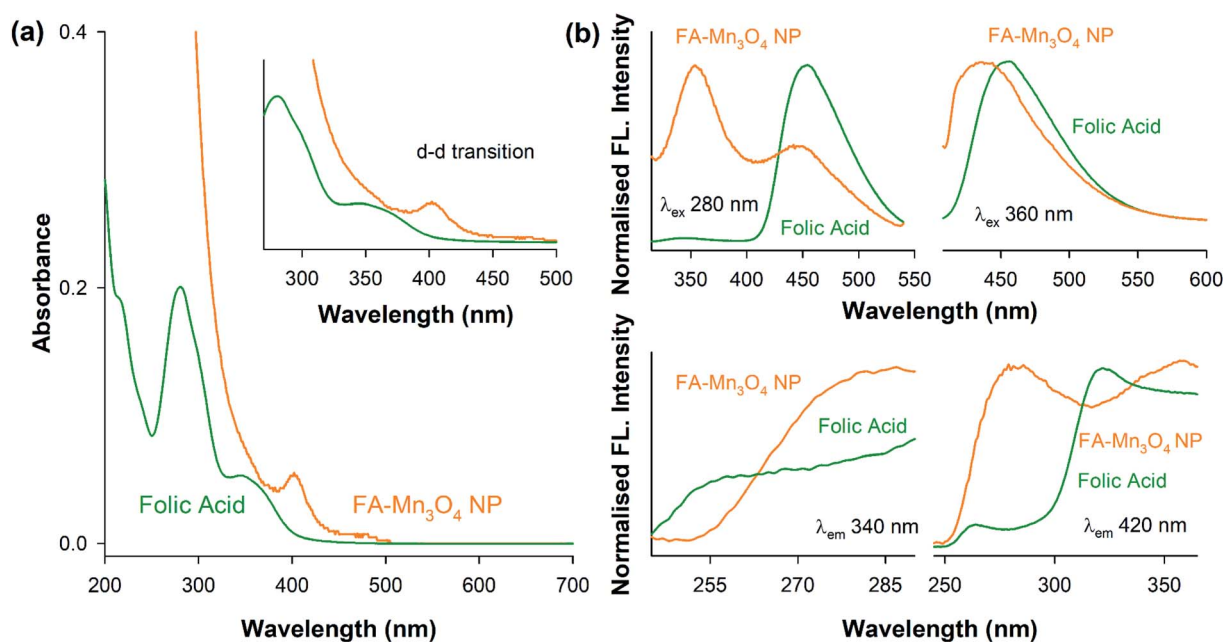 (a)
0.4
0.2
0.0
Absorbance
200 300 400 500 600 700
Wavelength (nm)
Folic Acid
FA-Mn₃O₄ NP
d-d transition
300 350 400 450 500
Wavelength (nm)
(b)
Normalised FL. Intensity
FA-Mn₃O₄ NP
λex 280 nm
Folic Acid
350 400 450 500 550
Wavelength (nm)
FA-Mn₃O₄ NP
Folic Acid
λex 360 nm
450 500 550 600
Wavelength (nm)
Normalised FL. Intensity
FA-Mn₃O₄ NP
Folic Acid
λem 340 nm
255 270 285
Wavelength (nm)
FA-Mn₃O₄ NP
Folic Acid
λem 420 nm
250 300 350
Wavelength (nm)